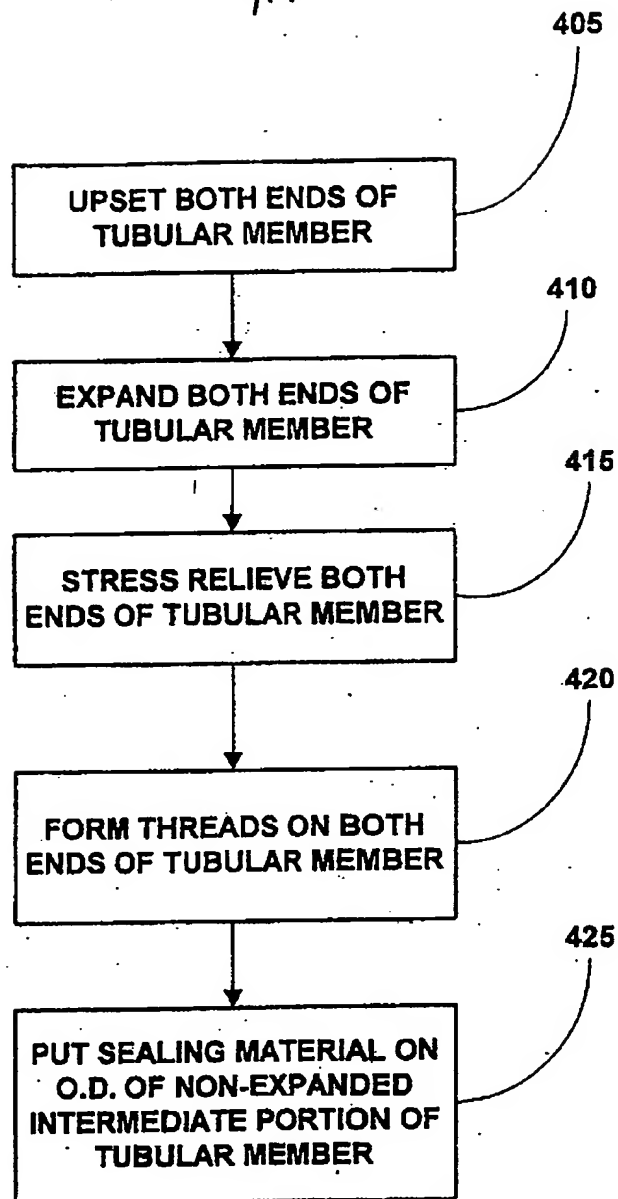 405
UPSET BOTH ENDS OF
TUBULAR MEMBER
410
EXPAND BOTH ENDS OF
TUBULAR MEMBER
415
STRESS RELIEVE BOTH
ENDS OF TUBULAR MEMBER
420
FORM THREADS ON BOTH
ENDS OF TUBULAR MEMBER
425
PUT SEALING MATERIAL ON
O.D. OF NON-EXPANDED
INTERMEDIATE PORTION OF
TUBULAR MEMBER